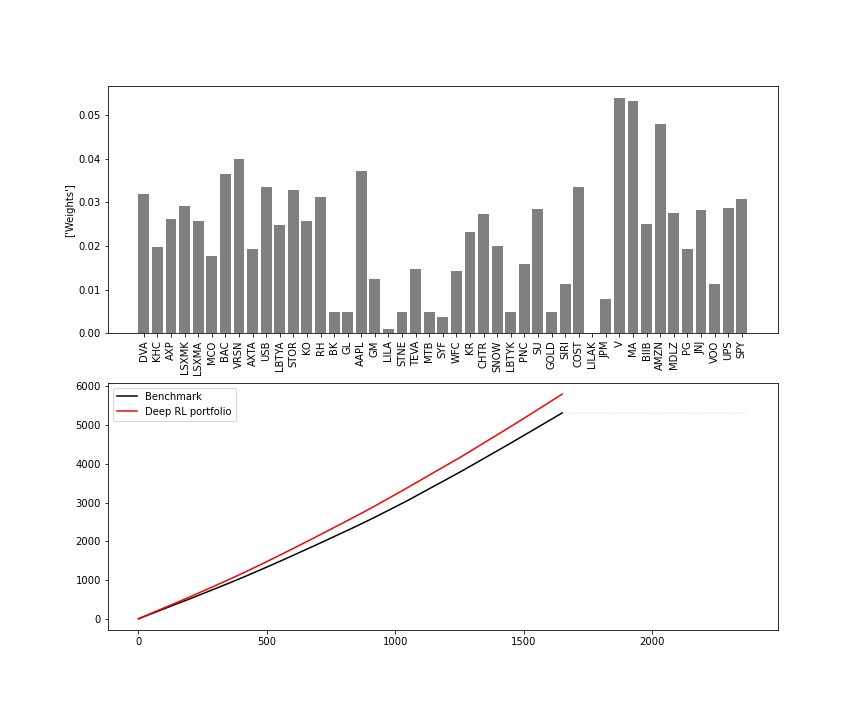 0.05
0.04
0.03
0.02
0.01
0.00
['Weights']
DVA KHC AXP LSXMK LSXMA MCO BAC VRSN AXTA USB LBTYA STOR KO RH BK GL AAPL GM LILA STNE TEVA MTB SYF WFC KR CHTR SNOW LBTYK PNC SU GOLD SIRI COST LILAK JPM V MA BIIB AMZN MDLZ PG JNJ VOO UPS SPY
6000
5000
4000
3000
2000
1000
0
Benchmark
Deep RL portfolio
0 500 1000 1500 2000